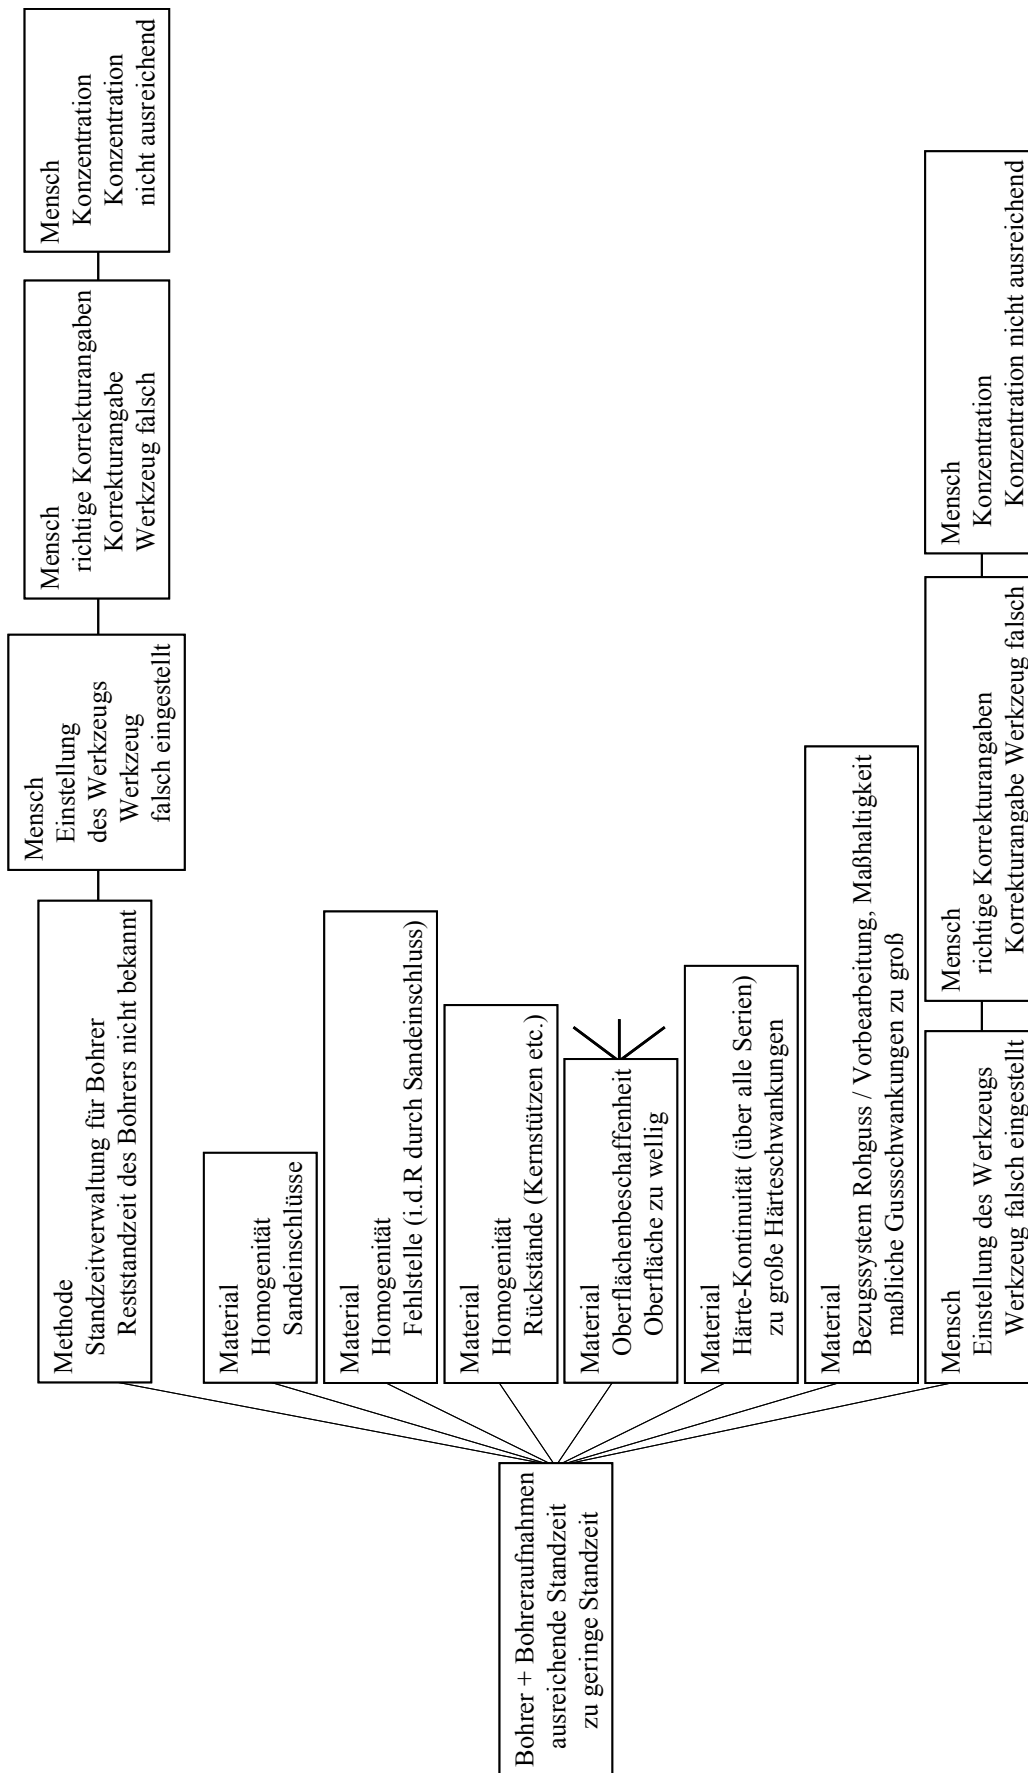 Bohrer + Bohreraufnahmen
ausreichende Standzeit
zu geringe Standzeit
Methode
Standzeitverwaltung für Bohrer
Reststandzeit des Bohrers nicht bekannt
Mensch
Einstellung
des Werkzeugs
Werkzeug
falsch eingestellt
Mensch
richtige Korrekturangaben
Korrekturangabe
Werkzeug falsch
Mensch
Konzentration
Konzentration
nicht ausreichend
Material
Homogenität
Sandeinschlüsse
Material
Homogenität
Fehlstelle (i.d.R durch Sandeinschluss)
Material
Homogenität
Rückstände (Kernstützen etc.)
Material
Oberflächenbeschaffenheit
Oberfläche zu wellig
Material
Härte-Kontinuität (über alle Serien)
zu große Härteschwankungen
Material
Bezugssystem Rohguss / Vorbearbeitung, Maßhaltigkeit
maßliche Gussschwankungen zu groß
Mensch
Einstellung des Werkzeugs
Werkzeug falsch eingestellt
Mensch
richtige Korrekturangaben
Korrekturangabe Werkzeug falsch
Mensch
Konzentration
Konzentration nicht ausreichend